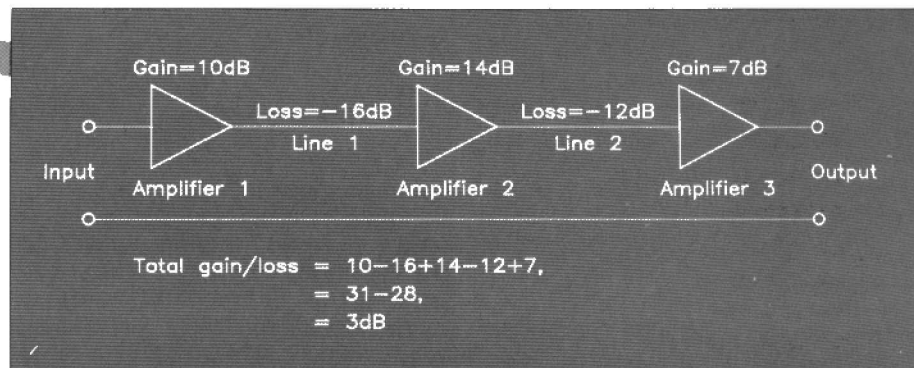 Gain=10dB Gain=14dB Gain=7dB
Loss=-16dB Loss=-12dB
Line 1 Line 2
Input Output
Amplifier 1 Amplifier 2 Amplifier 3
Total gain/loss = 10-16+14-12+7,
= 31-28,
= 3dB